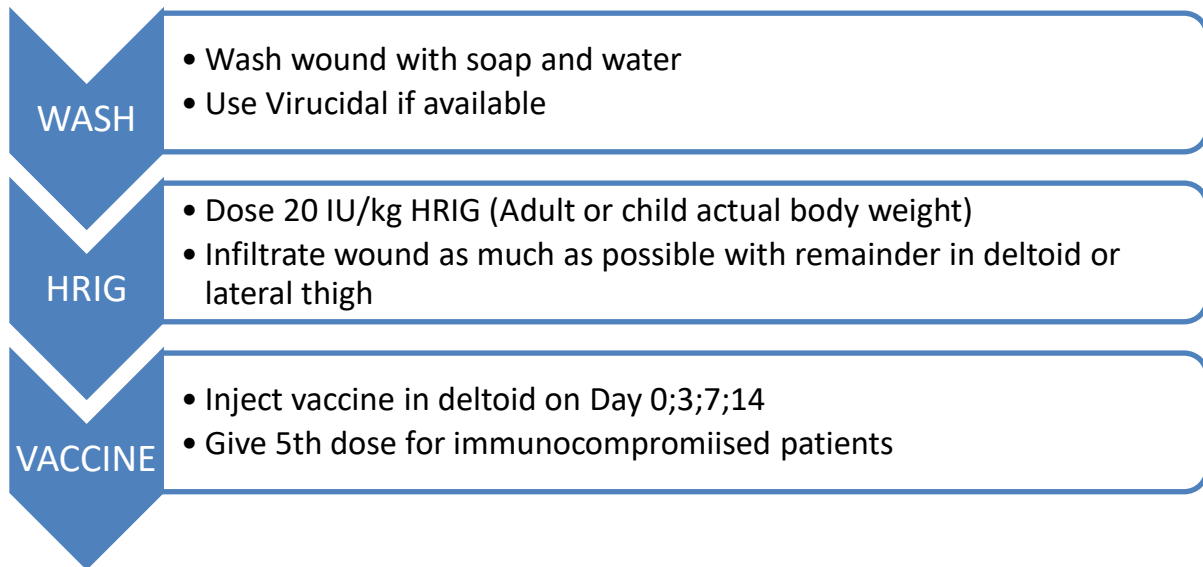 WASH
• Wash wound with soap and water
• Use Virucidal if available
HRIG
• Dose 20 IU/kg HRIG (Adult or child actual body weight)
• Infiltrate wound as much as possible with remainder in deltoid or
lateral thigh
VACCINE
• Inject vaccine in deltoid on Day 0;3;7;14
• Give 5th dose for immunocompromiised patients